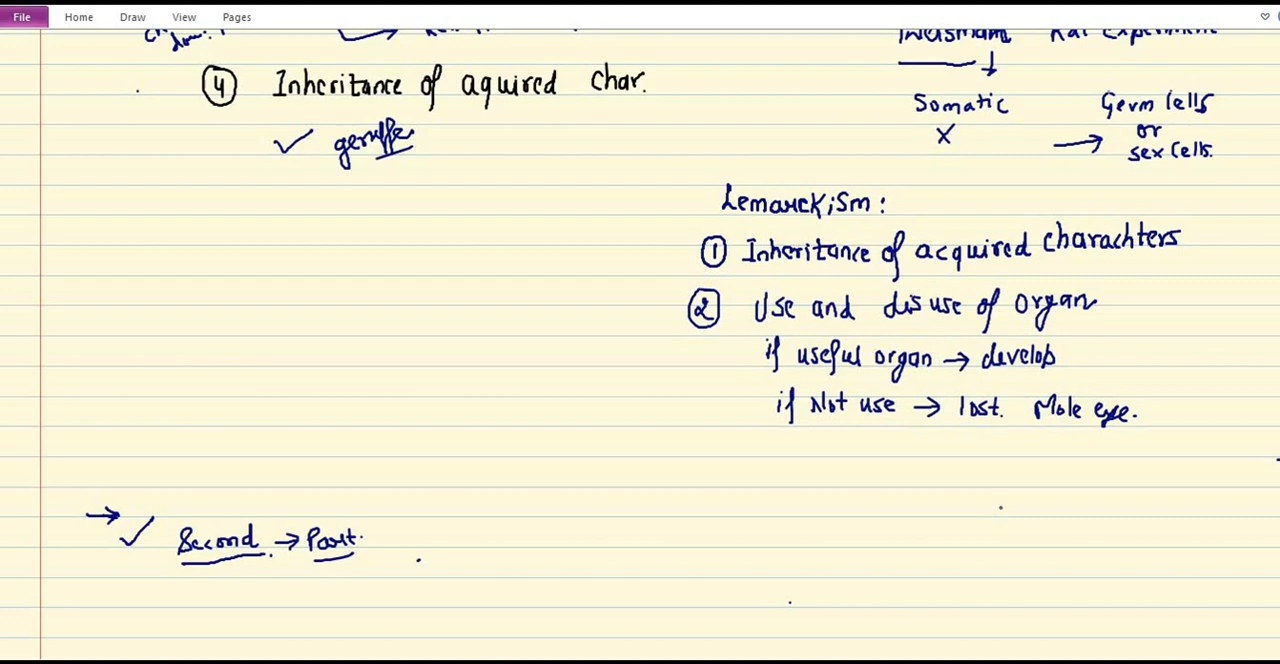 File Home Draw View Pages
④ Inheritance of aquired char.
✓ geruffe
Somatic
X
→ Germ Cells
or
sex cells.
Lemarckism:
① Inheritance of acquired charachters
② Use and disuse of organ
if useful organ → develop
if Not use → lost. Mole eye.
→ ✓ Second → Part.